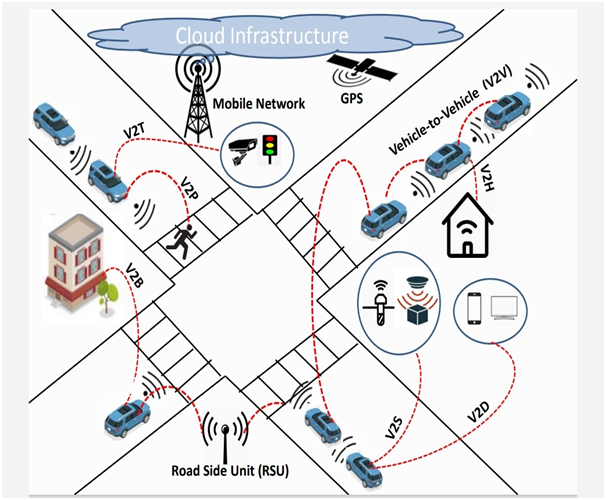 Cloud Infrastructure
Mobile Network
GPS
Vehicle-to-Vehicle (V2V)
V2T
V2P
V2H
V2B
V2S
V2D
Road Side Unit (RSU)